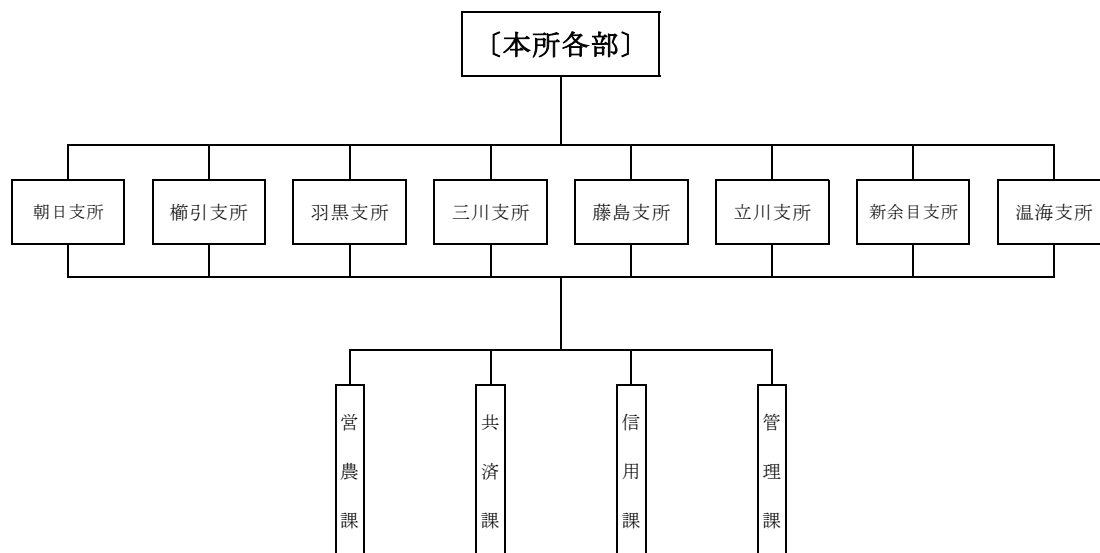 〔本所各部〕
朝日支所
櫛引支所
羽黒支所
三川支所
藤島支所
立川支所
新余目支所
温海支所
営農課
共済課
信用課
管理課